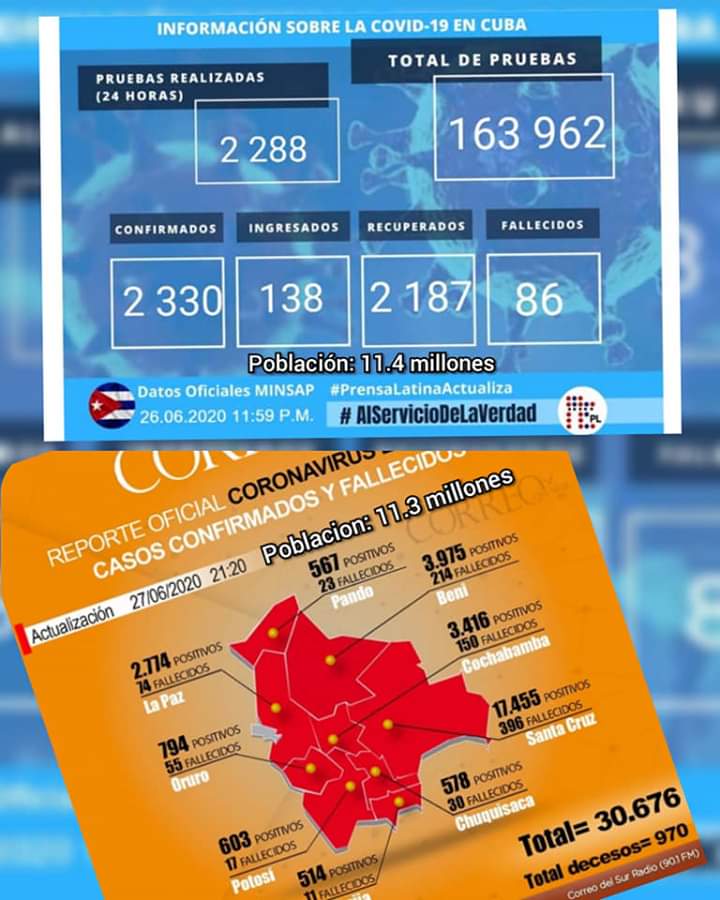 INFORMACIÓN SOBRE LA COVID-19 EN CUBA
PRUEBAS REALIZADAS
(24 HORAS)
2 288
TOTAL DE PRUEBAS
163 962
CONFIRMADOS
2 330
INGRESADOS
138
RECUPERADOS
2 187
FALLECIDOS
86
Población: 11.4 millones
Datos Oficiales MINSAP #PrensaLatinaActualiza
26.06.2020 11:59 P.M. # AlServicioDeLaVerdad
PL
REPORTE OFICIAL CORONAVIRUS
CASOS CONFIRMADOS Y FALLECIDOS
Poblacion: 11.3 millones
CORREO
Actualización 27/06/2020 21:20
567 POSITIVOS
23 FALLECIDOS
Pando
3.975 POSITIVOS
214 FALLECIDOS
Beni
3.416 POSITIVOS
150 FALLECIDOS
Cochabamba
2.774 POSITIVOS
74 FALLECIDOS
La Paz
17.455 POSITIVOS
396 FALLECIDOS
Santa Cruz
794 POSITIVOS
55 FALLECIDOS
Oruro
578 POSITIVOS
30 FALLECIDOS
Chuquisaca
603 POSITIVOS
17 FALLECIDOS
Potosí
514 POSITIVOS
11 FALLECIDOS
Total= 30.676
Total decesos= 970
Correo del Sur Radio (90.1 FM)